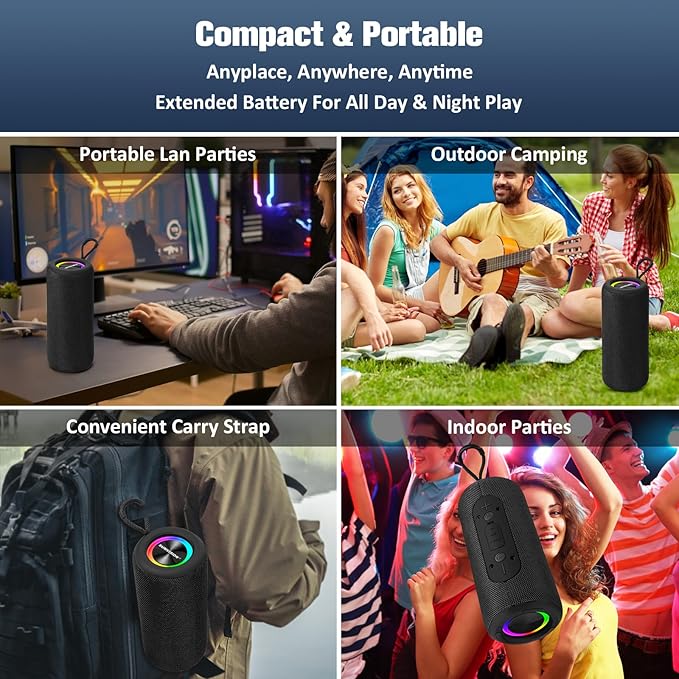 Compact & Portable
Anyplace, Anywhere, Anytime
Extended Battery For All Day & Night Play
Portable Lan Parties
Outdoor Camping
Convenient Carry Strap
Indoor Parties